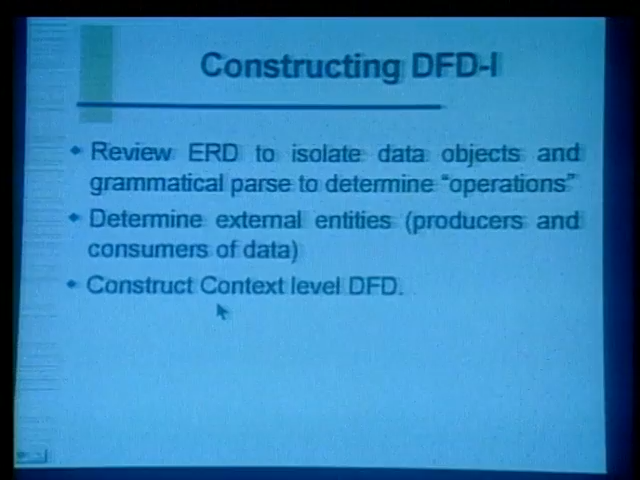 Constructing DFD-I
Review ERD to isolate data objects and
grammatical parse to determine "operations"
Determine external entities (producers and
consumers of data)
Construct Context level DFD.